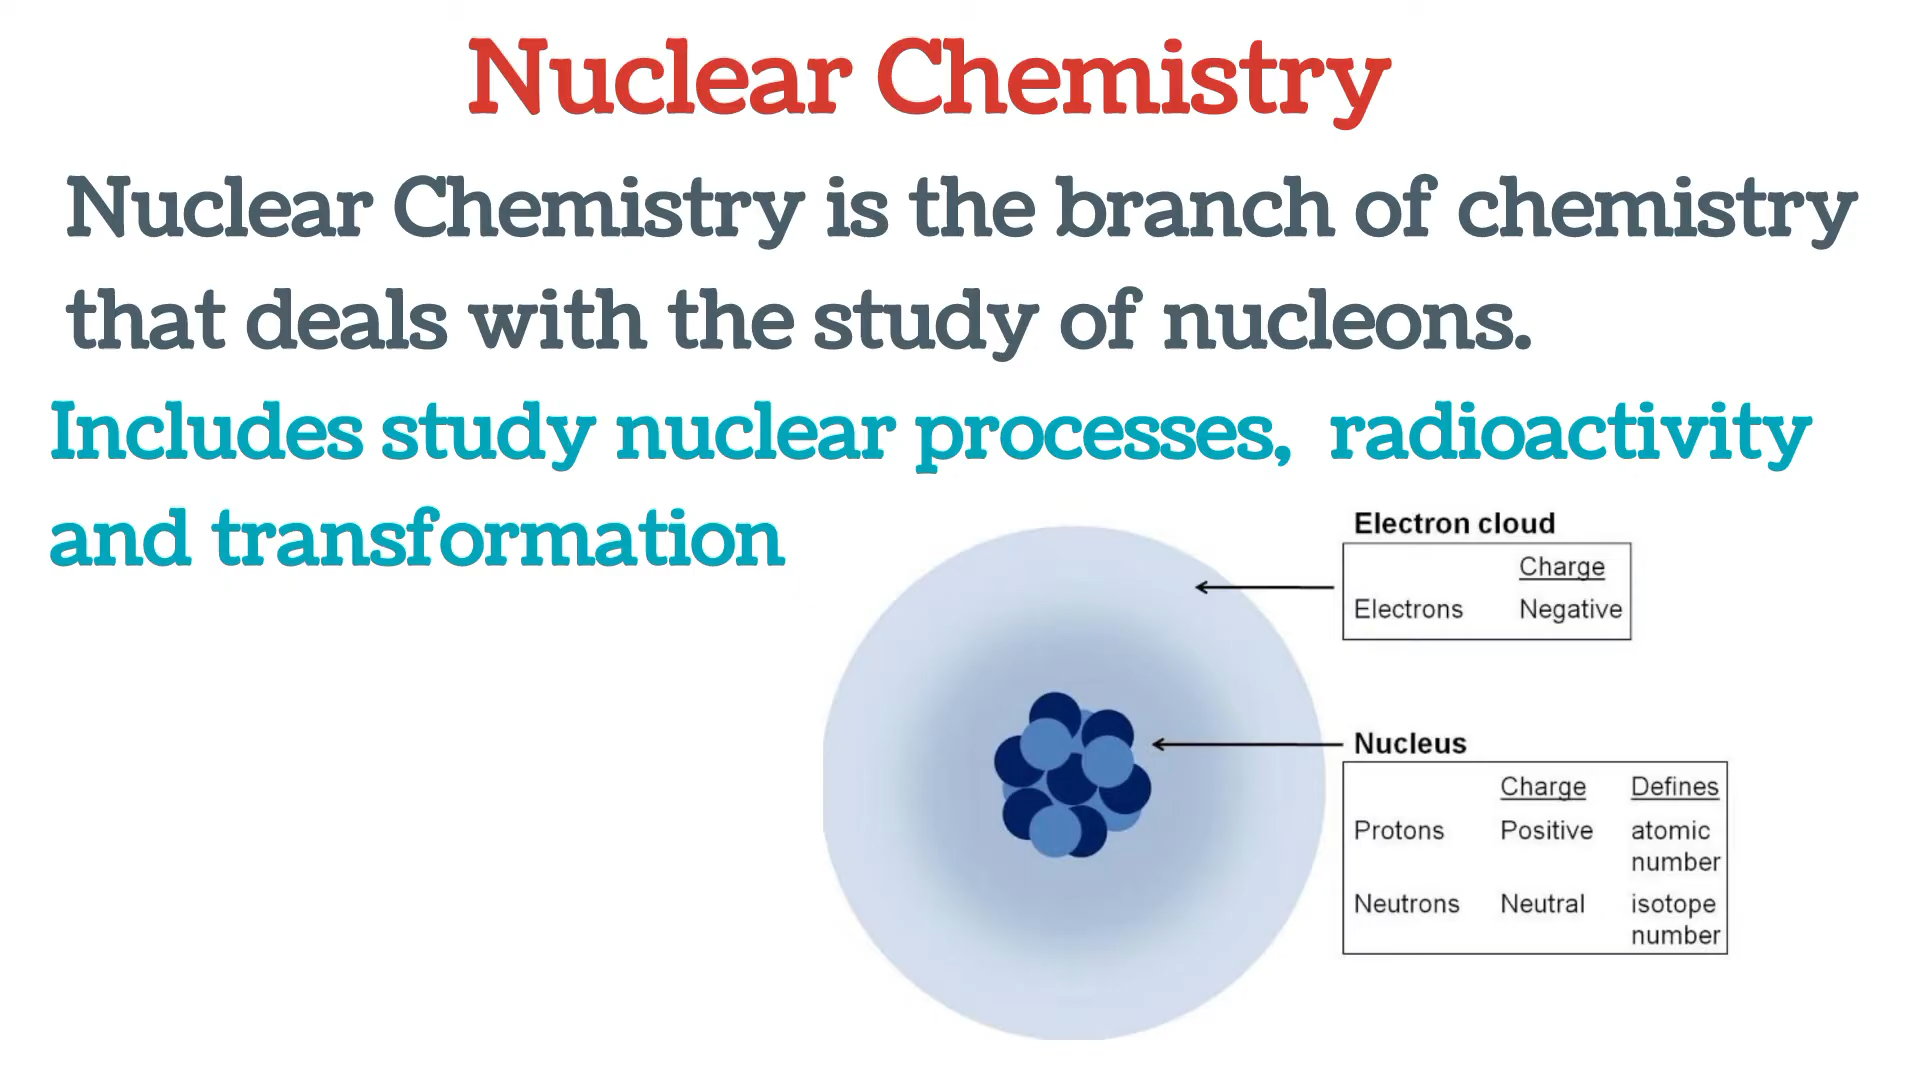 Nuclear Chemistry
Nuclear Chemistry is the branch of chemistry
that deals with the study of nucleons.
Includes study nuclear processes, radioactivity
and transformation
Electron cloud
Charge
Electrons Negative
Nucleus
Charge Defines
Protons Positive atomic
number
Neutrons Neutral isotope
number